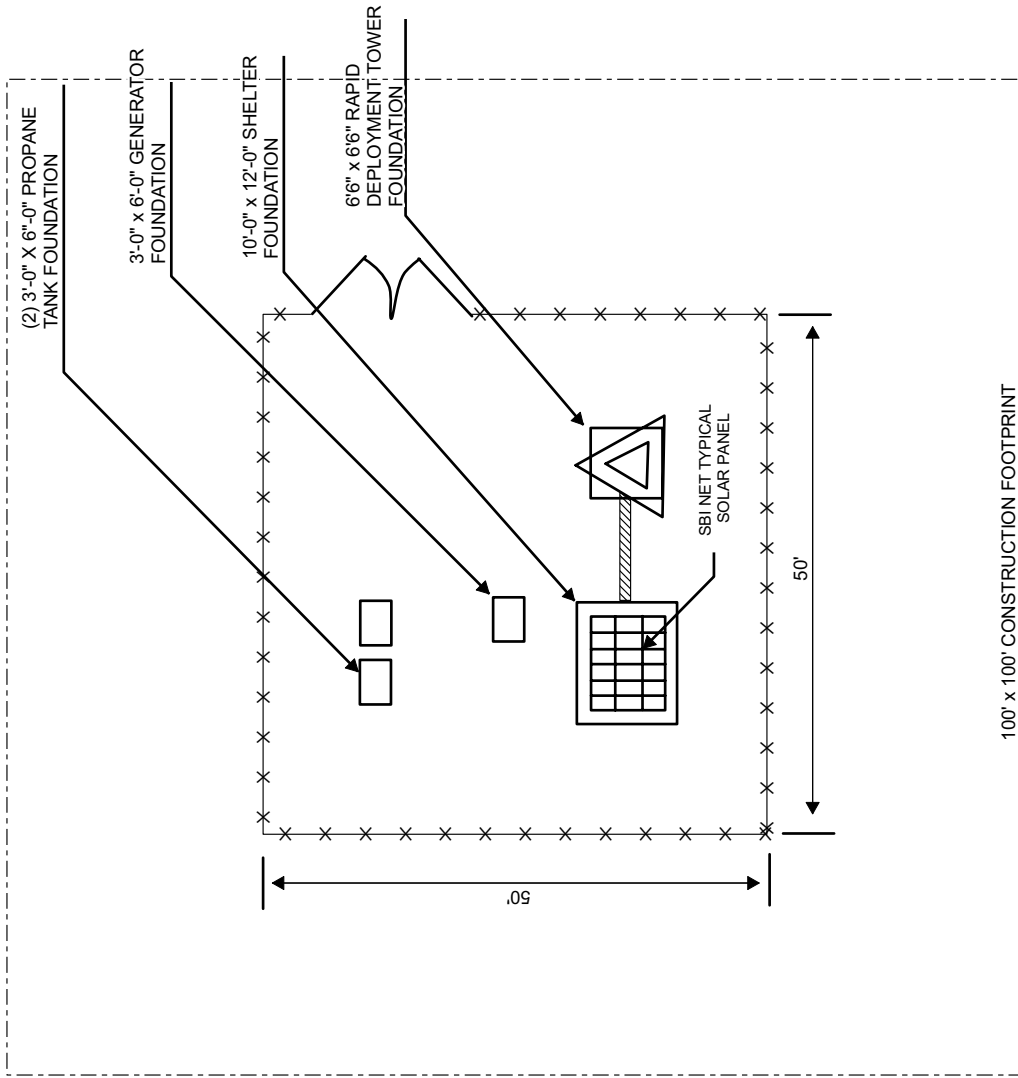 (2) 3'-0" X 6"-0" PROPANE
TANK FOUNDATION
3'-0" x 6'-0" GENERATOR
FOUNDATION
10'-0" x 12'-0" SHELTER
FOUNDATION
6'6" x 6'6" RAPID
DEPLOYMENT TOWER
FOUNDATION
SBI NET TYPICAL
SOLAR PANEL
50'
50'
100' x 100' CONSTRUCTION FOOTPRINT